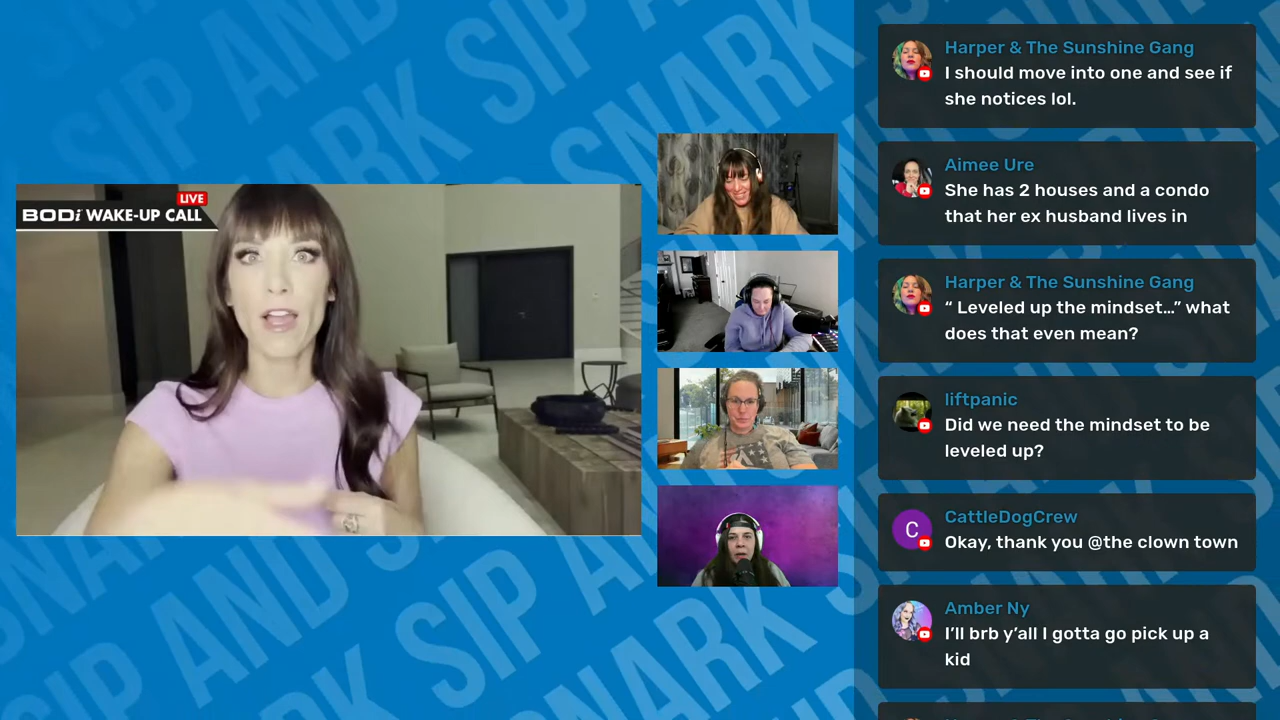 SIP AND SNARK
LIVE
BODi WAKE-UP CALL
Harper & The Sunshine Gang
I should move into one and see if
she notices lol.
Aimee Ure
She has 2 houses and a condo
that her ex husband lives in
Harper & The Sunshine Gang
“ Leveled up the mindset...” what
does that even mean?
liftpanic
Did we need the mindset to be
leveled up?
C
CattleDogCrew
Okay, thank you @the clown town
Amber Ny
I’ll brb y’all I gotta go pick up a
kid